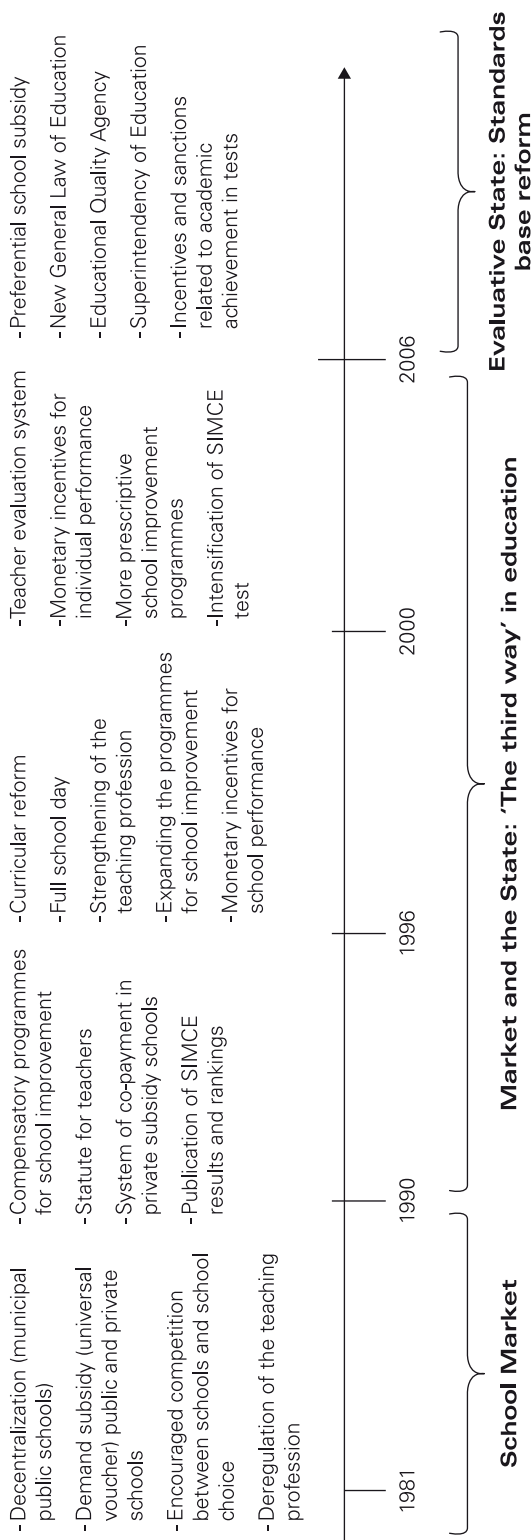 - Decentralization (municipal
public schools)
- Demand subsidy (universal
voucher) public and private
schools
- Encouraged competition
between schools and school
choice
- Deregulation of the teaching
profession
- Compensatory programmes
for school improvement
- Statute for teachers
- System of co-payment in
private subsidy schools
- Publication of SIMCE
results and rankings
- Curricular reform
- Full school day
- Strengthening of the
teaching profession
- Expanding the programmes
for school improvement
- Monetary incentives for
school performance
- Teacher evaluation system
- Monetary incentives for
individual performance
- More prescriptive
school improvement
programmes
- Intensification of SIMCE
test
- Preferential school subsidy
- New General Law of Education
- Educational Quality Agency
- Superintendency of Education
- Incentives and sanctions
related to academic
achievement in tests
1981
1990
1996
2000
2006
School Market
Market and the State: 'The third way' in education
Evaluative State: Standards
base reform